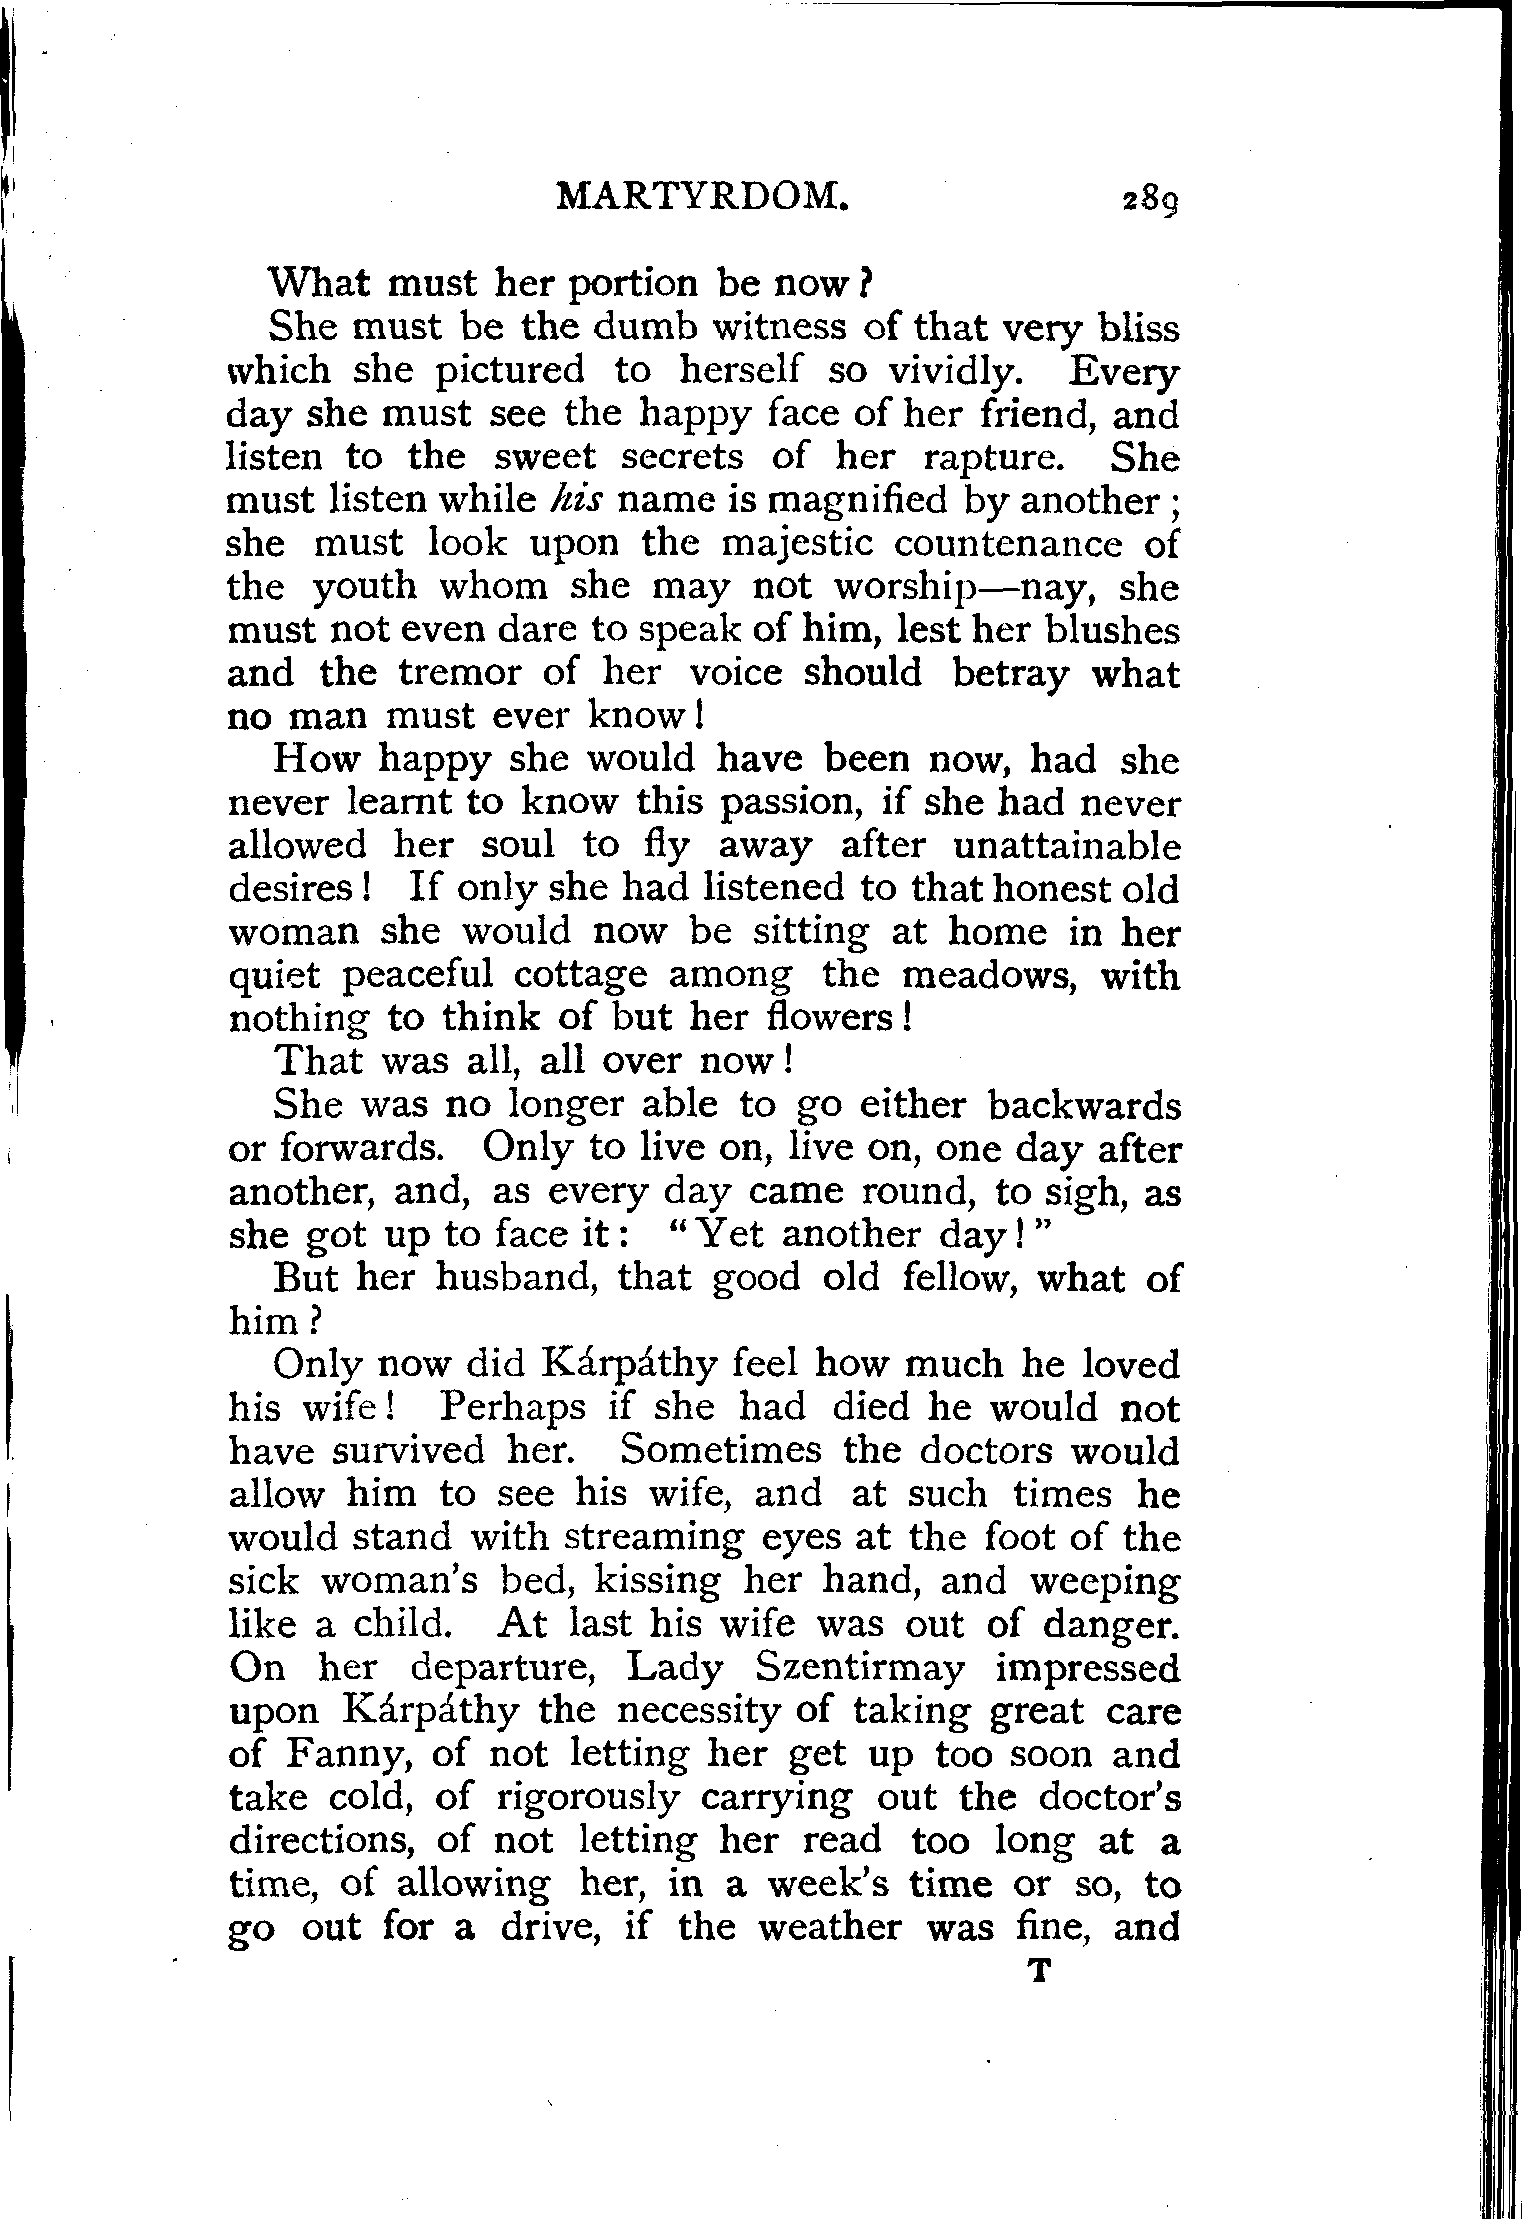 MARTYRDOM. 289
What must her portion be now?
She must be the dumb witness of that very bliss
which she pictured to herself so vividly. Every
day she must see the happy face of her friend, and
listen to the sweet secrets of her rapture. She
must listen while his name is magnified by another;
she must look upon the majestic countenance of
the youth whom she may not worship—nay, she
must not even dare to speak of him, lest her blushes
and the tremor of her voice should betray what
no man must ever know!
How happy she would have been now, had she
never learnt to know this passion, if she had never
allowed her soul to fly away after unattainable
desires! If only she had listened to that honest old
woman she would now be sitting at home in her
quiet peaceful cottage among the meadows, with
nothing to think of but her flowers!
That was all, all over now!
She was no longer able to go either backwards
or forwards. Only to live on, live on, one day after
another, and, as every day came round, to sigh, as
she got up to face it: "Yet another day!"
But her husband, that good old fellow, what of
him?
Only now did Kárpáthy feel how much he loved
his wife! Perhaps if she had died he would not
have survived her. Sometimes the doctors would
allow him to see his wife, and at such times he
would stand with streaming eyes at the foot of the
sick woman's bed, kissing her hand, and weeping
like a child. At last his wife was out of danger.
On her departure, Lady Szentirmay impressed
upon Kárpáthy the necessity of taking great care
of Fanny, of not letting her get up too soon and
take cold, of rigorously carrying out the doctor's
directions, of not letting her read too long at a
time, of allowing her, in a week's time or so, to
go out for a drive, if the weather was fine, and
T